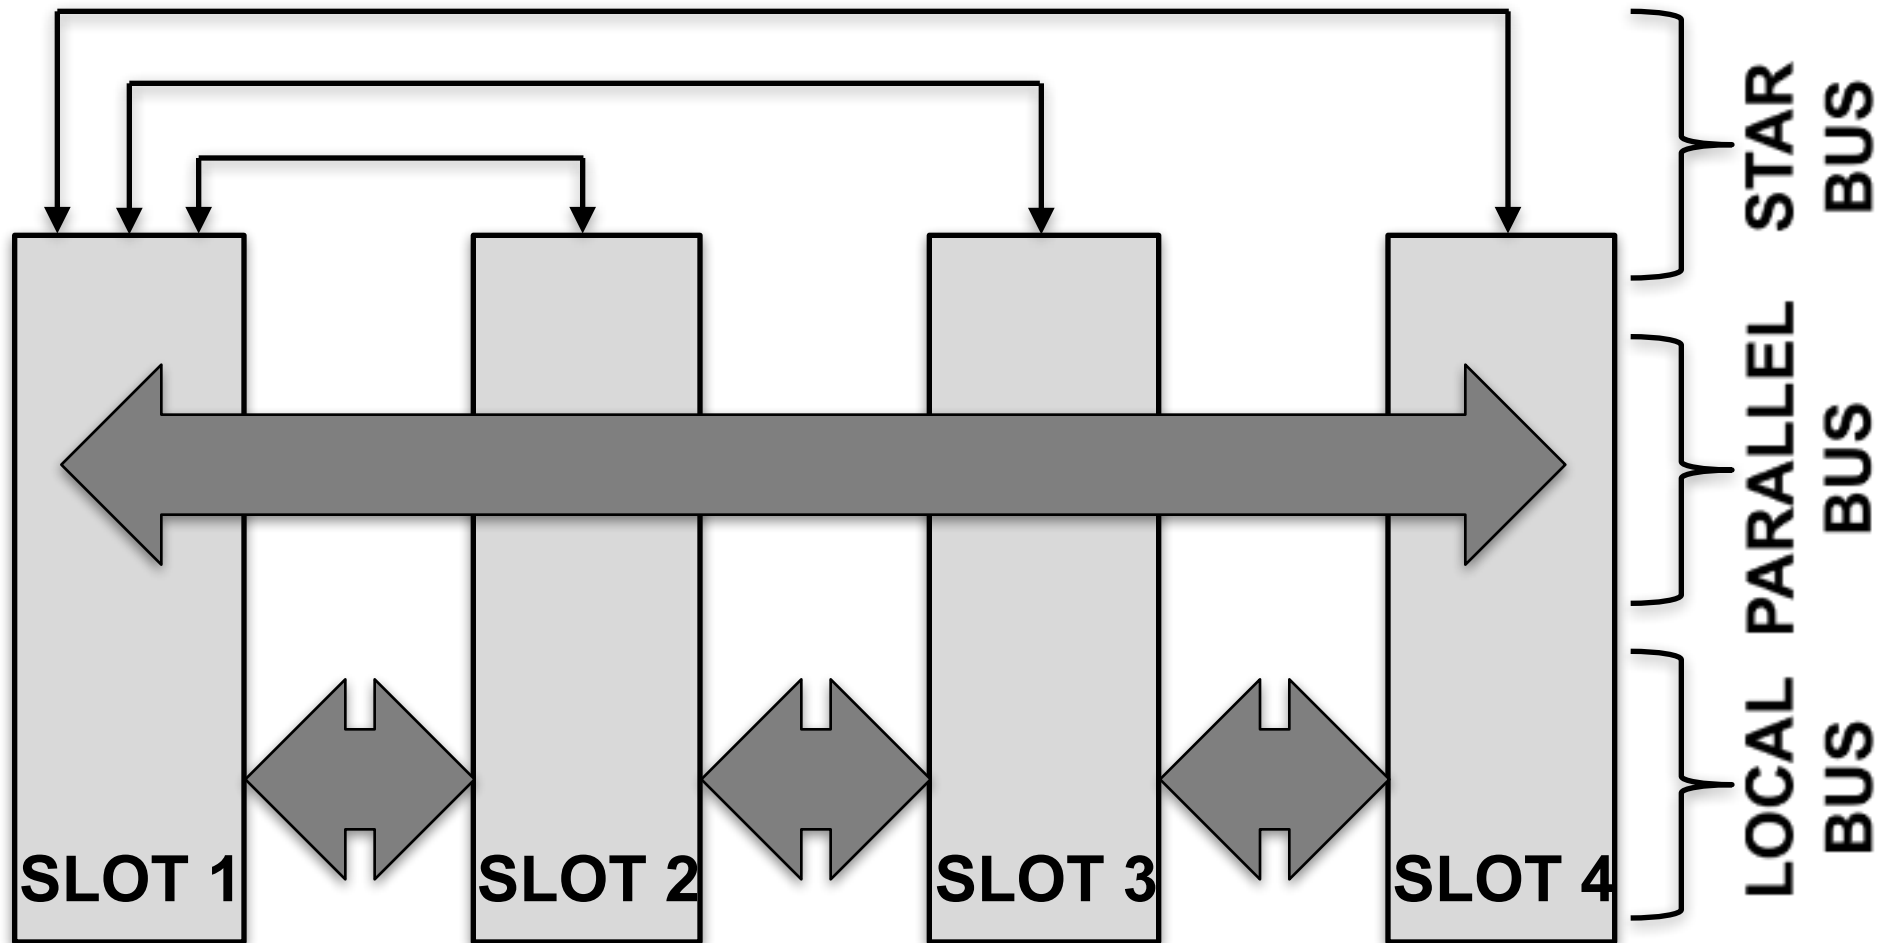 STAR
BUS
PARALLEL
BUS
LOCAL
BUS
SLOT 1
SLOT 2
SLOT 3
SLOT 4